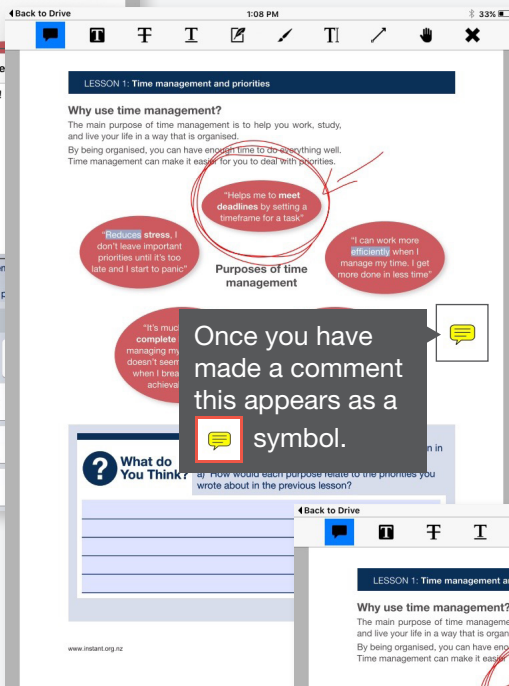 Back to Drive
1:08 PM
33%
T T T TI
LESSON 1: Time management and priorities
Why use time management?
The main purpose of time management is to help you work, study,
and live your life in a way that is organised.
By being organised, you can have enough time to do everything well.
Time management can make it easier for you to deal with priorities.
"Helps me to meet
deadlines by setting a
timeframe for a task"
"Reduces stress, I
don't leave important
priorities until it's too
late and I start to panic"
"I can work more
efficiently when I
manage my time. I get
more done in less time"
Purposes of time
management
"It's muc
complete
managing my
doesn't seem
when I brea
achieva
Once you have
made a comment
this appears as a
symbol.
?
What do
You Think?
n in
a) How would each purpose relate to the priorities you
wrote about in the previous lesson?
www.instant.org.nz
Back to Drive
T T T
LESSON 1: Time management a
Why use time management?
The main purpose of time manageme
and live your life in a way that is organ
By being organised, you can have eno
Time management can make it easier